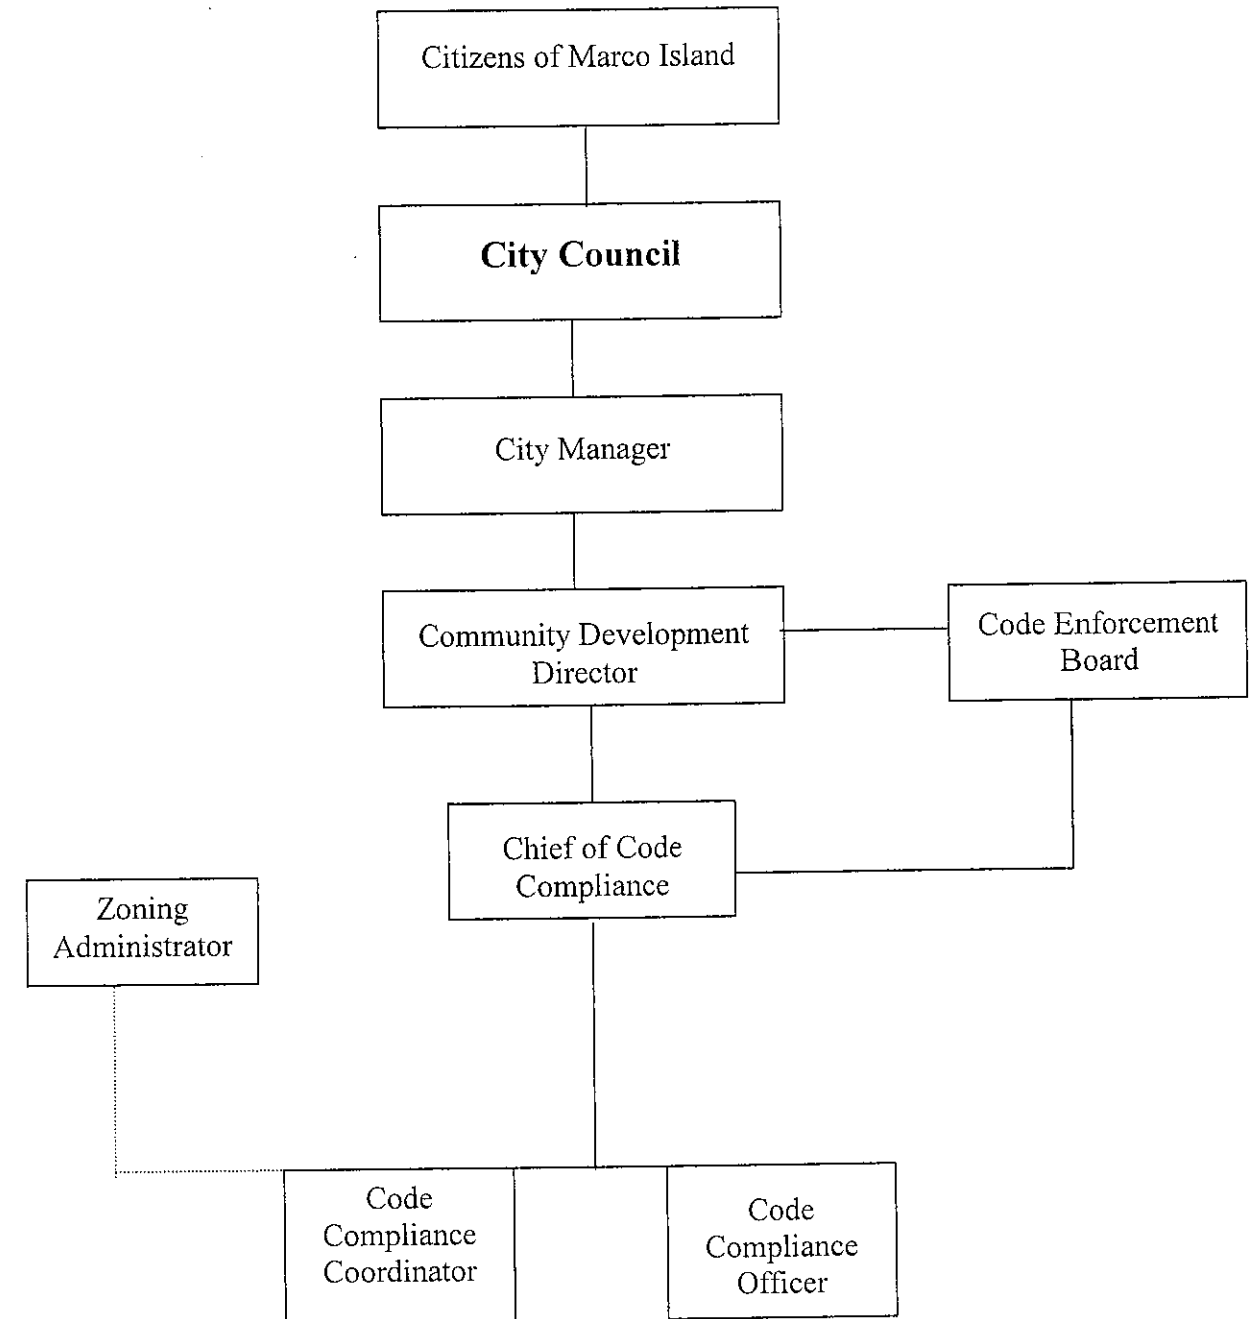 Citizens of Marco Island
City Council
City Manager
Community Development
Director
Code Enforcement
Board
Chief of Code
Compliance
Zoning
Administrator
Code
Compliance
Coordinator
Code
Compliance
Officer